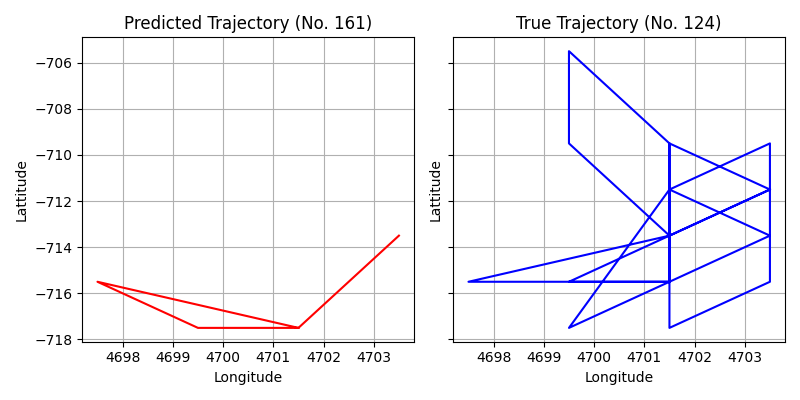 Predicted Trajectory (No. 161)
True Trajectory (No. 124)
Lattitude
−706
−708
−710
−712
−714
−716
−718
4698 4699 4700 4701 4702 4703
Longitude
Lattitude
4698 4699 4700 4701 4702 4703
Longitude